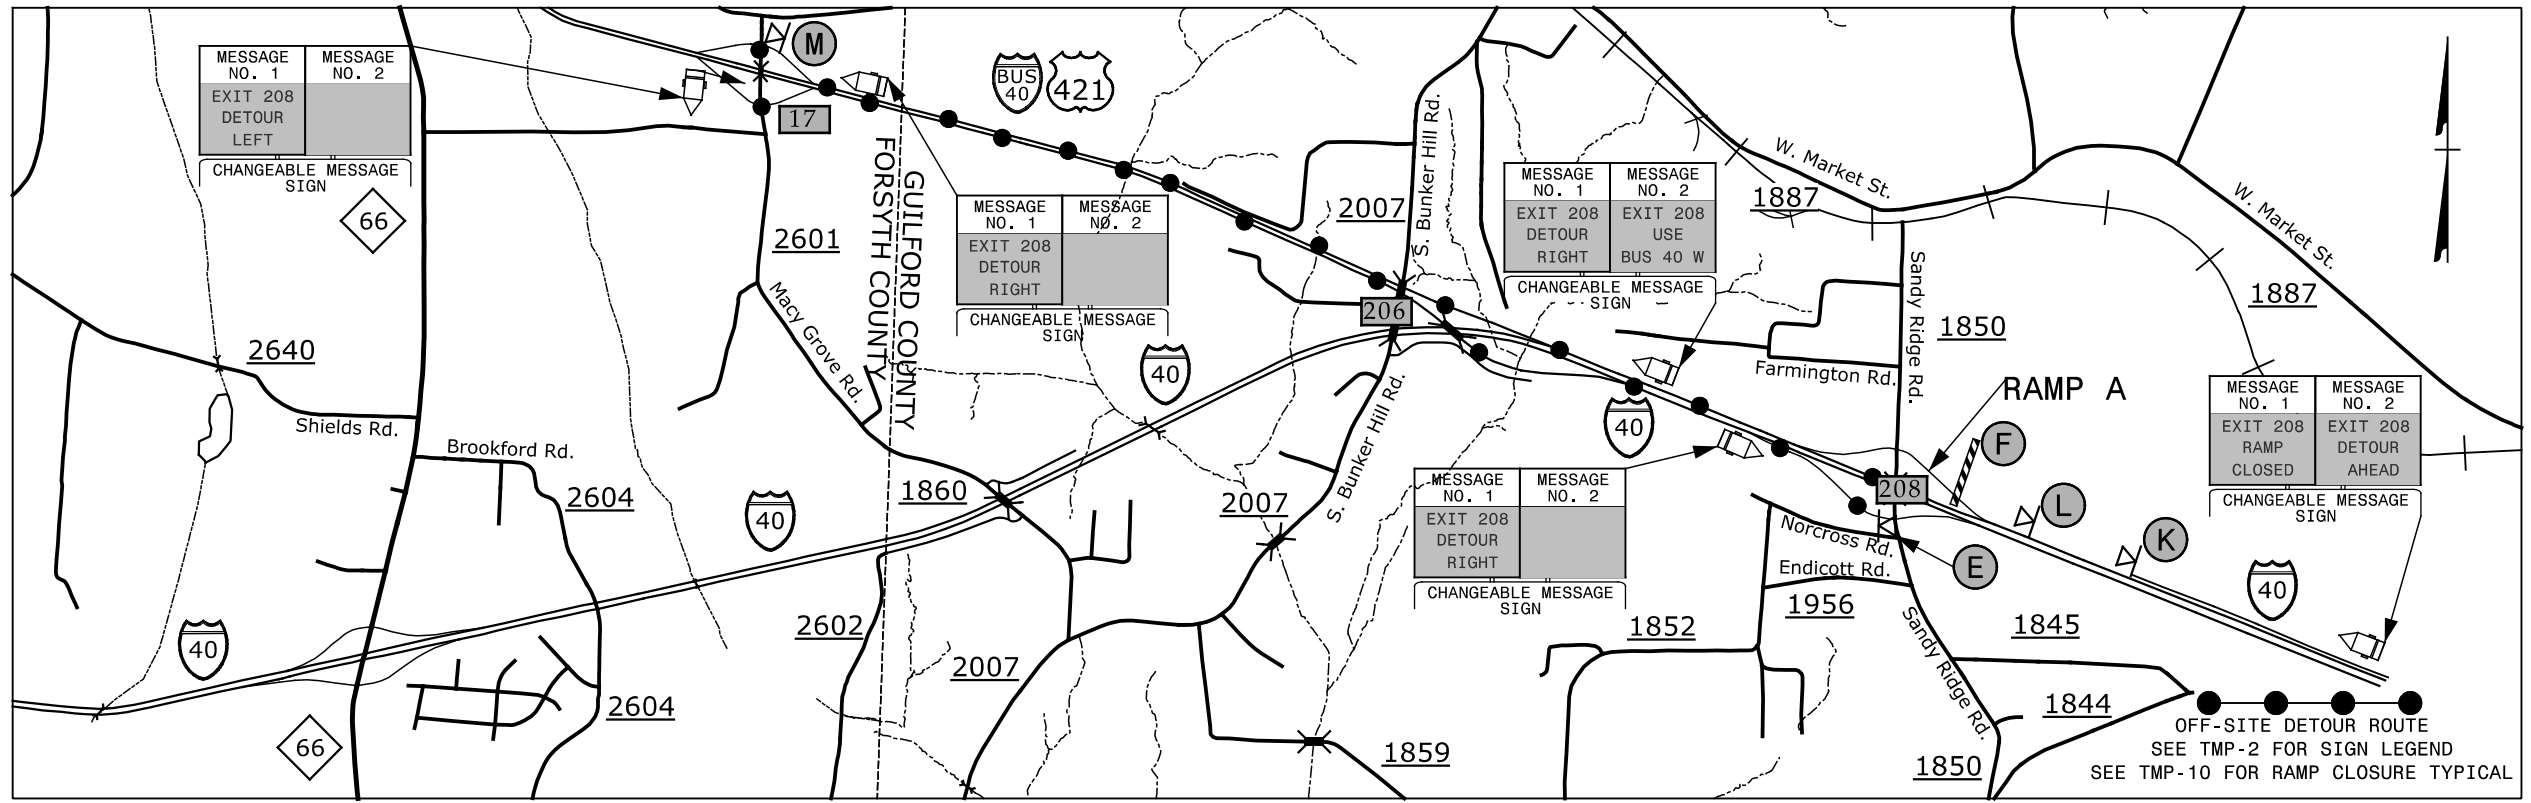 MESSAGE NO. 1
MESSAGE NO. 2
EXIT 208
DETOUR
LEFT
CHANGEABLE MESSAGE
SIGN
M
17
BUS
40
421
66
2601
GUILFORD COUNTY
FORSYTH COUNTY
MESSAGE NO. 1
MESSAGE NO. 2
EXIT 208
DETOUR
RIGHT
CHANGEABLE MESSAGE
SIGN
2007
S. Bunker Hill Rd.
206
MESSAGE NO. 1
MESSAGE NO. 2
EXIT 208
DETOUR
RIGHT
EXIT 208
USE
BUS 40 W
CHANGEABLE MESSAGE
SIGN
W. Market St.
1887
W. Market St.
1887
Sandy Ridge Rd.
1850
2640
Shields Rd.
Macy Grove Rd.
40
Farmington Rd.
RAMP A
40
F
MESSAGE NO. 1
MESSAGE NO. 2
EXIT 208
RAMP
CLOSED
EXIT 208
DETOUR
AHEAD
CHANGEABLE MESSAGE
SIGN
Brookford Rd.
2604
40
1860
2007
S. Bunker Hill Rd.
MESSAGE NO. 1
MESSAGE NO. 2
EXIT 208
DETOUR
RIGHT
CHANGEABLE MESSAGE
SIGN
208
L
K
Norcross Rd.
E
Endicott Rd.
40
1956
40
2602
2007
1852
1845
Sandy Ridge Rd.
2604
66
1859
1844
1850
OFF-SITE DETOUR ROUTE
SEE TMP-2 FOR SIGN LEGEND
SEE TMP-10 FOR RAMP CLOSURE TYPICAL